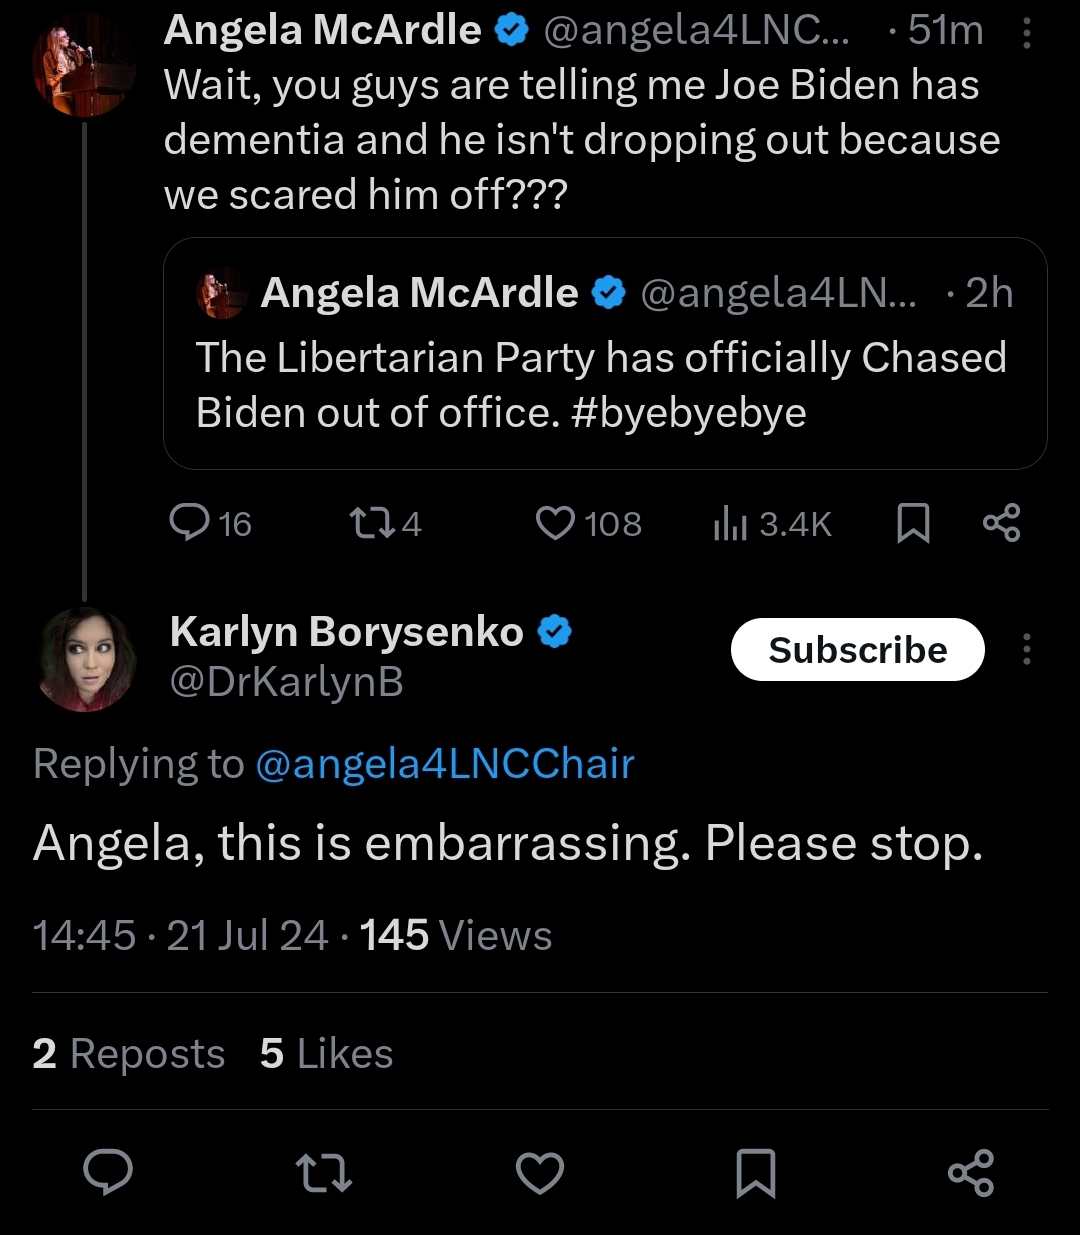 Angela McArdle @angela4LNC... · 51m
Wait, you guys are telling me Joe Biden has
dementia and he isn't dropping out because
we scared him off???
Angela McArdle @angela4LN... · 2h
The Libertarian Party has officially Chased
Biden out of office. #byebyebye
16 4 108 3.4K
Karlyn Borysenko
Subscribe
@DrKarlynB
Replying to @angela4LNCChair
Angela, this is embarrassing. Please stop.
14:45 · 21 Jul 24 · 145 Views
2 Reposts 5 Likes